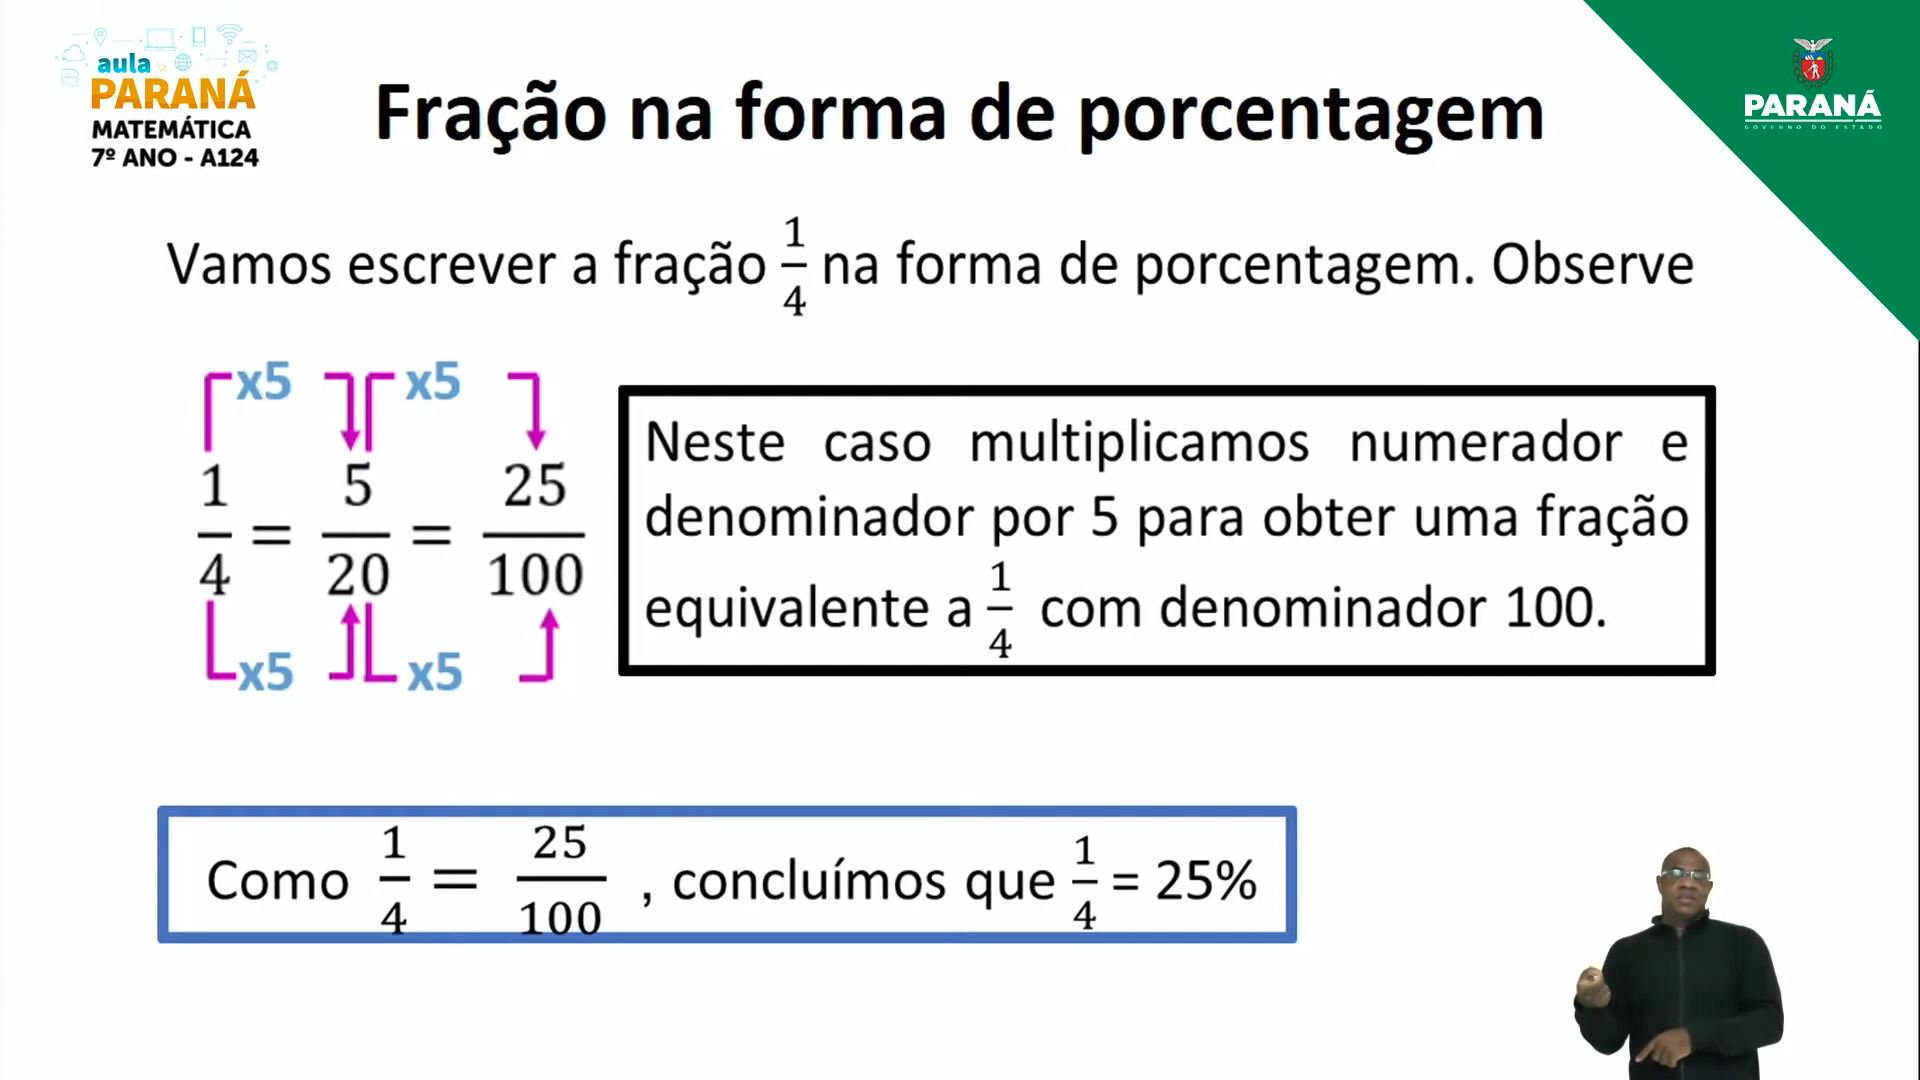 aula
PARANÁ
MATEMÁTICA
7º ANO - A124
Fração na forma de porcentagem
PARANÁ
GOVERNO DO ESTADO
Vamos escrever a fração 1/4 na forma de porcentagem. Observe
x5 x5
1/4 = 5/20 = 25/100
x5 x5
Neste caso multiplicamos numerador e
denominador por 5 para obter uma fração
equivalente a 1/4 com denominador 100.
Como 1/4 = 25/100 , concluímos que 1/4 = 25%